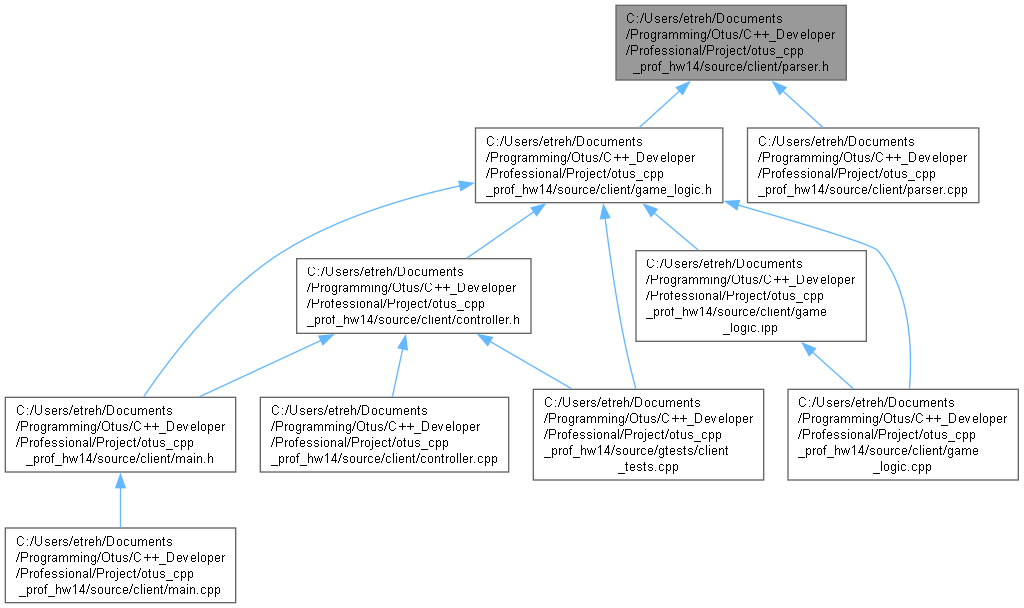 C:/Users/etreh/Documents
/Programming/Otus/C++_Developer
/Professional/Project/otus_cpp
_prof_hw14/source/client/parser.h
C:/Users/etreh/Documents
/Programming/Otus/C++_Developer
/Professional/Project/otus_cpp
_prof_hw14/source/client/game_logic.h
C:/Users/etreh/Documents
/Programming/Otus/C++_Developer
/Professional/Project/otus_cpp
_prof_hw14/source/client/parser.cpp
C:/Users/etreh/Documents
/Programming/Otus/C++_Developer
/Professional/Project/otus_cpp
_prof_hw14/source/client/controller.h
C:/Users/etreh/Documents
/Programming/Otus/C++_Developer
/Professional/Project/otus_cpp
_prof_hw14/source/client/game
_logic.ipp
C:/Users/etreh/Documents
/Programming/Otus/C++_Developer
/Professional/Project/otus_cpp
_prof_hw14/source/client/main.h
C:/Users/etreh/Documents
/Programming/Otus/C++_Developer
/Professional/Project/otus_cpp
_prof_hw14/source/client/controller.cpp
C:/Users/etreh/Documents
/Programming/Otus/C++_Developer
/Professional/Project/otus_cpp
_prof_hw14/source/gtests/client
_tests.cpp
C:/Users/etreh/Documents
/Programming/Otus/C++_Developer
/Professional/Project/otus_cpp
_prof_hw14/source/client/game
_logic.cpp
C:/Users/etreh/Documents
/Programming/Otus/C++_Developer
/Professional/Project/otus_cpp
_prof_hw14/source/client/main.cpp